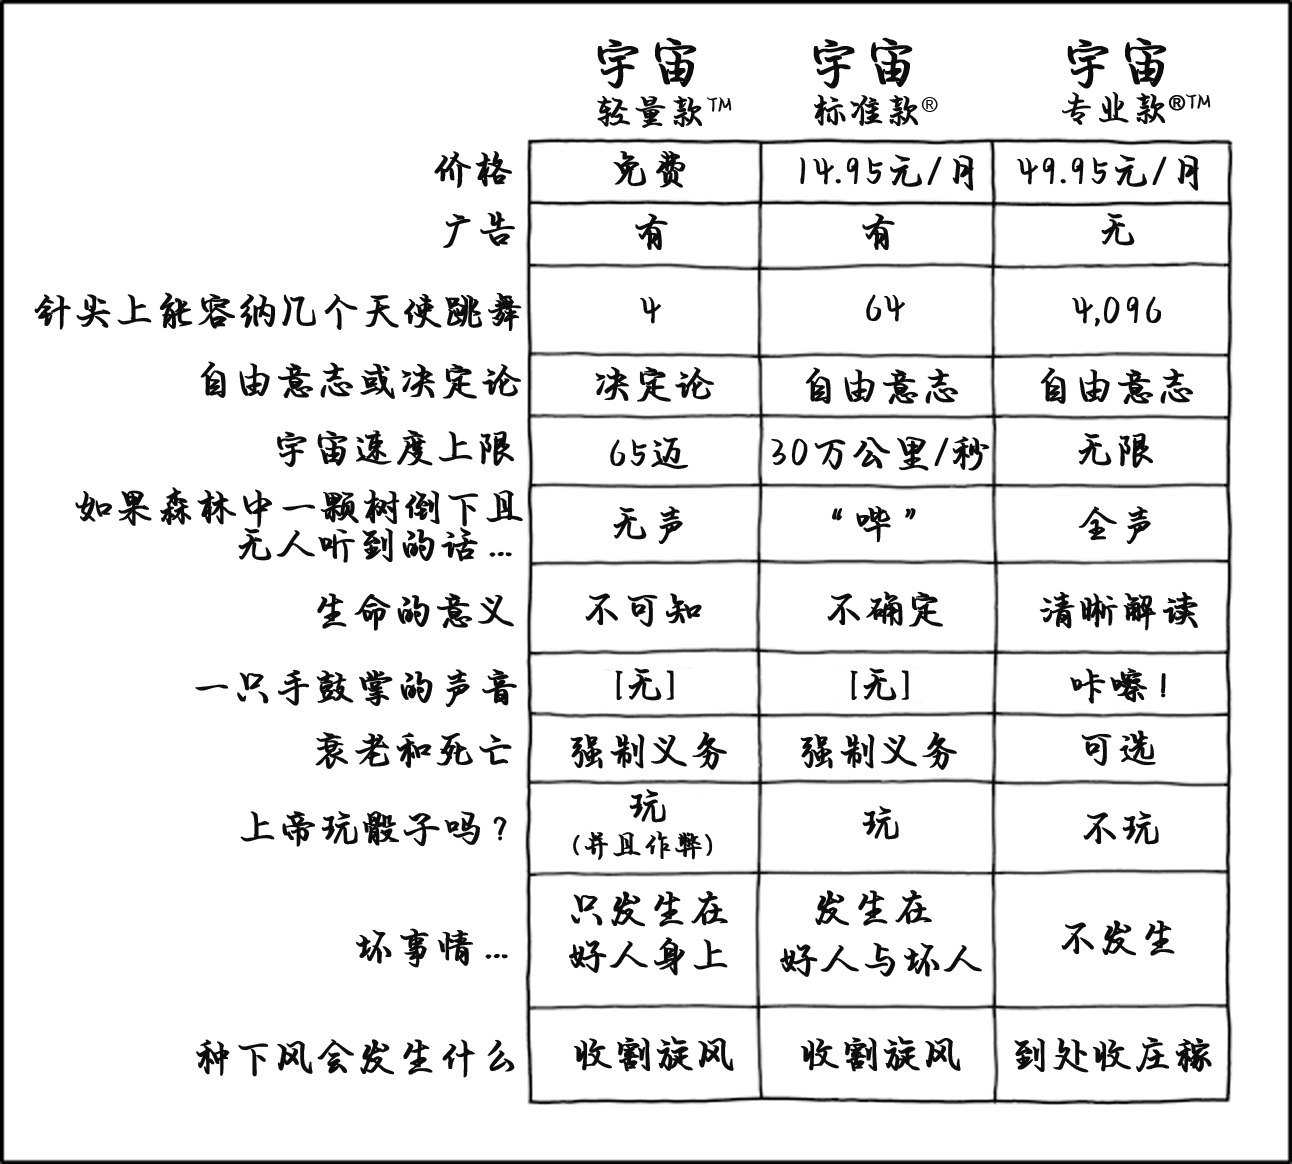 宇宙 宇宙 宇宙
轻量款™ 标准款® 专业款®™
价格 免费 14.95元/月 49.95元/月
广告 有 有 无
针尖上能容纳几个天使跳舞 4 64 4,096
自由意志或决定论 决定论 自由意志 自由意志
宇宙速度上限 65迈 30万公里/秒 无限
如果森林中一颗树倒下且
无人听到的话... 无声 “哗” 全声
生命的意义 不可知 不确定 清晰解读
一只手鼓掌的声音 [无] [无] 咔嚓!
衰老和死亡 强制义务 强制义务 可选
上帝玩骰子吗? 玩 玩 不玩
(并且作弊)
坏事情... 只发生在 发生在 不发生
好人身上 好人与坏人
种下风会发生什么 收割旋风 收割旋风 到处收庄稼